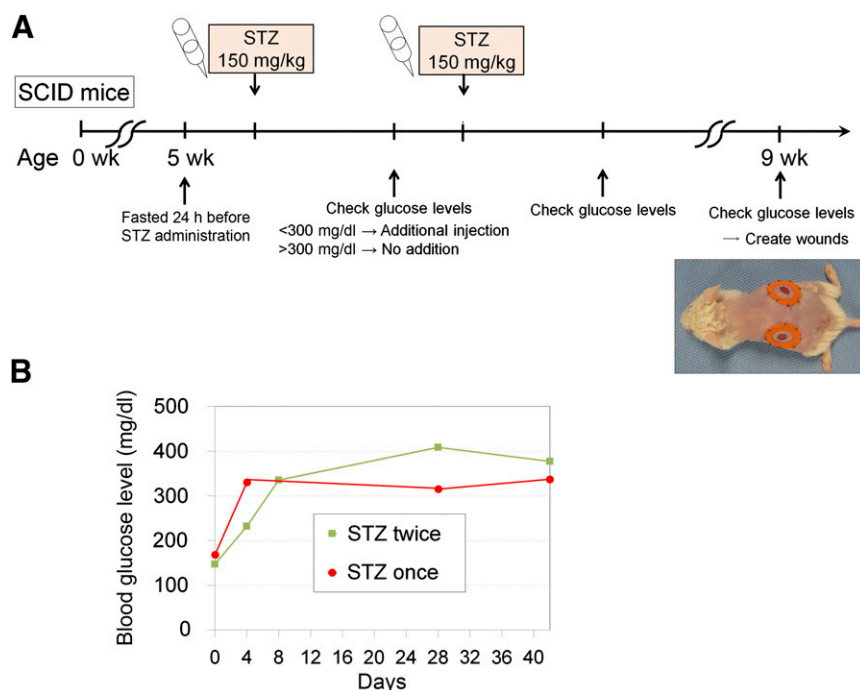 A
STZ
150 mg/kg
STZ
150 mg/kg
SCID mice
Age
0 wk
5 wk
9 wk
Fasted 24 h before
STZ administration
Check glucose levels
<300 mg/dl → Additional injection
>300 mg/dl → No addition
Check glucose levels
Check glucose levels
→ Create wounds
B
Blood glucose level (mg/dl)
500
400
300
200
100
0
STZ twice
STZ once
0 4 8 12 16 20 24 28 32 36 40
Days